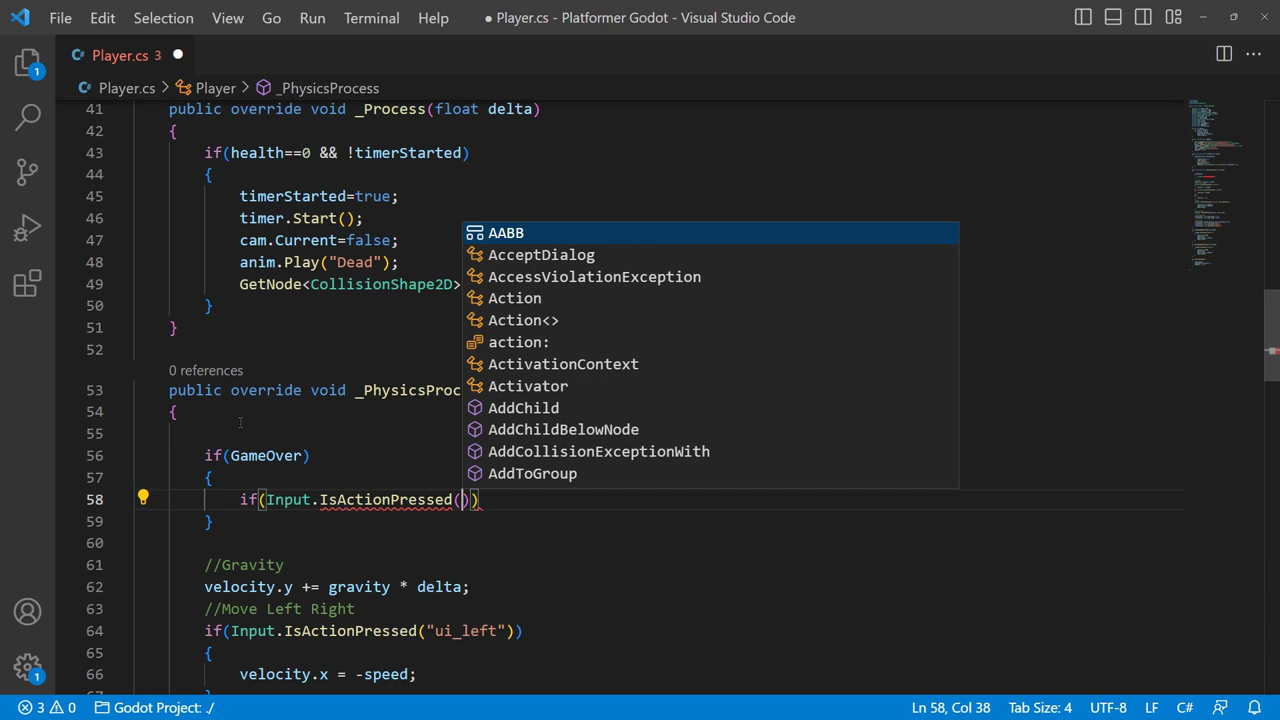 File Edit Selection View Go Run Terminal Help ● Player.cs - Platformer Godot - Visual Studio Code
Player.cs 3
Player.cs > Player > _PhysicsProcess
41 public override void _Process(float delta)
42 {
43 if(health==0 && !timerStarted)
44 {
45 timerStarted=true;
46 timer.Start();
47 cam.Current=false;
48 anim.Play("Dead");
49 GetNode<CollisionShape2D>
50 }
51 }
52
0 references
53 public override void _PhysicsProc
54 {
55
56 if(GameOver)
57 {
58 if(Input.IsActionPressed())
59 }
60
61 //Gravity
62 velocity.y += gravity * delta;
63 //Move Left Right
64 if(Input.IsActionPressed("ui_left"))
65 {
66 velocity.x = -speed;
67 }
AABB
AcceptDialog
AccessViolationException
Action
Action<>
action:
ActivationContext
Activator
AddChild
AddChildBelowNode
AddCollisionExceptionWith
AddToGroup
1
1
3 0 Godot Project: ./ Ln 58, Col 38 Tab Size: 4 UTF-8 LF C#